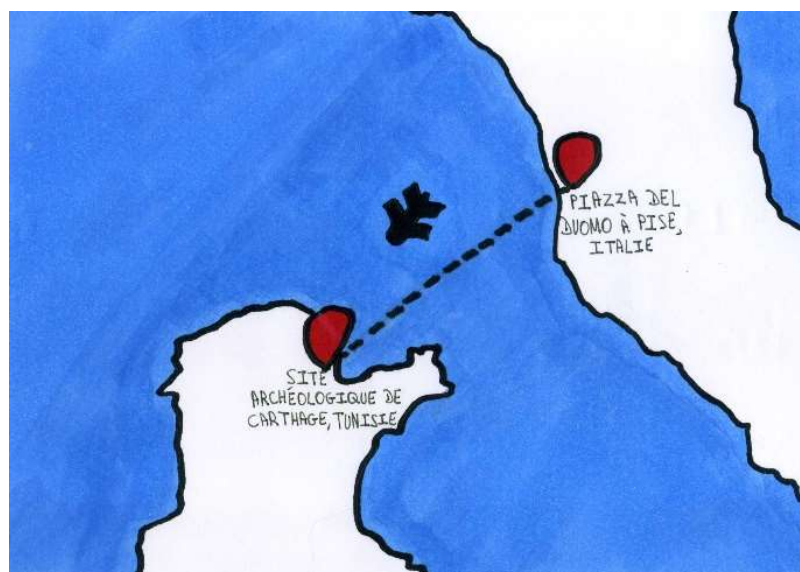 PIAZZA DEL
DUOMO À PISE,
ITALIE
SITE
ARCHÉOLOGIQUE DE
CARTHAGE, TUNISIE